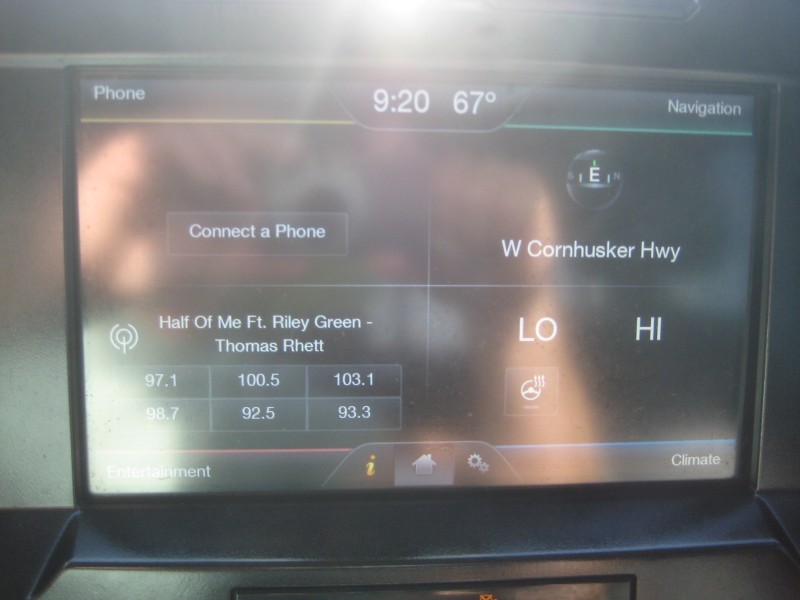 Phone
9:20 67°
Navigation
S E N
Connect a Phone
W Cornhusker Hwy
Half Of Me Ft. Riley Green -
Thomas Rhett
LO HI
97.1 100.5 103.1
98.7 92.5 93.3
Entertainment
i
Climate